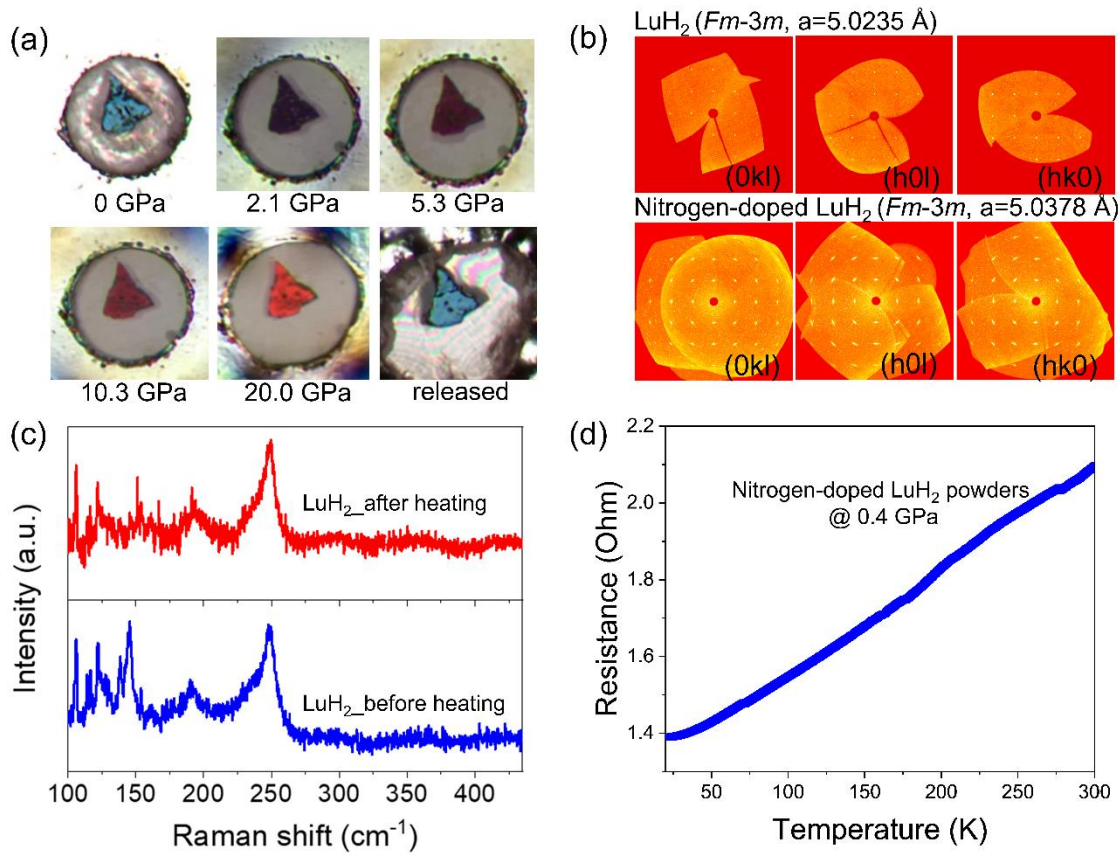 (a)
0 GPa
2.1 GPa
5.3 GPa
10.3 GPa
20.0 GPa
released
(b)
LuH2 (Fm-3m, a=5.0235 Å)
(0kl)
(h0l)
(hk0)
Nitrogen-doped LuH2 (Fm-3m, a=5.0378 Å)
(0kl)
(h0l)
(hk0)
(c)
Intensity (a.u.)
LuH2_after heating
LuH2_before heating
100 150 200 250 300 350 400
Raman shift (cm-1)
(d)
Resistance (Ohm)
2.2
2.0
1.8
1.6
1.4
Nitrogen-doped LuH2 powders
@ 0.4 GPa
50 100 150 200 250 300
Temperature (K)